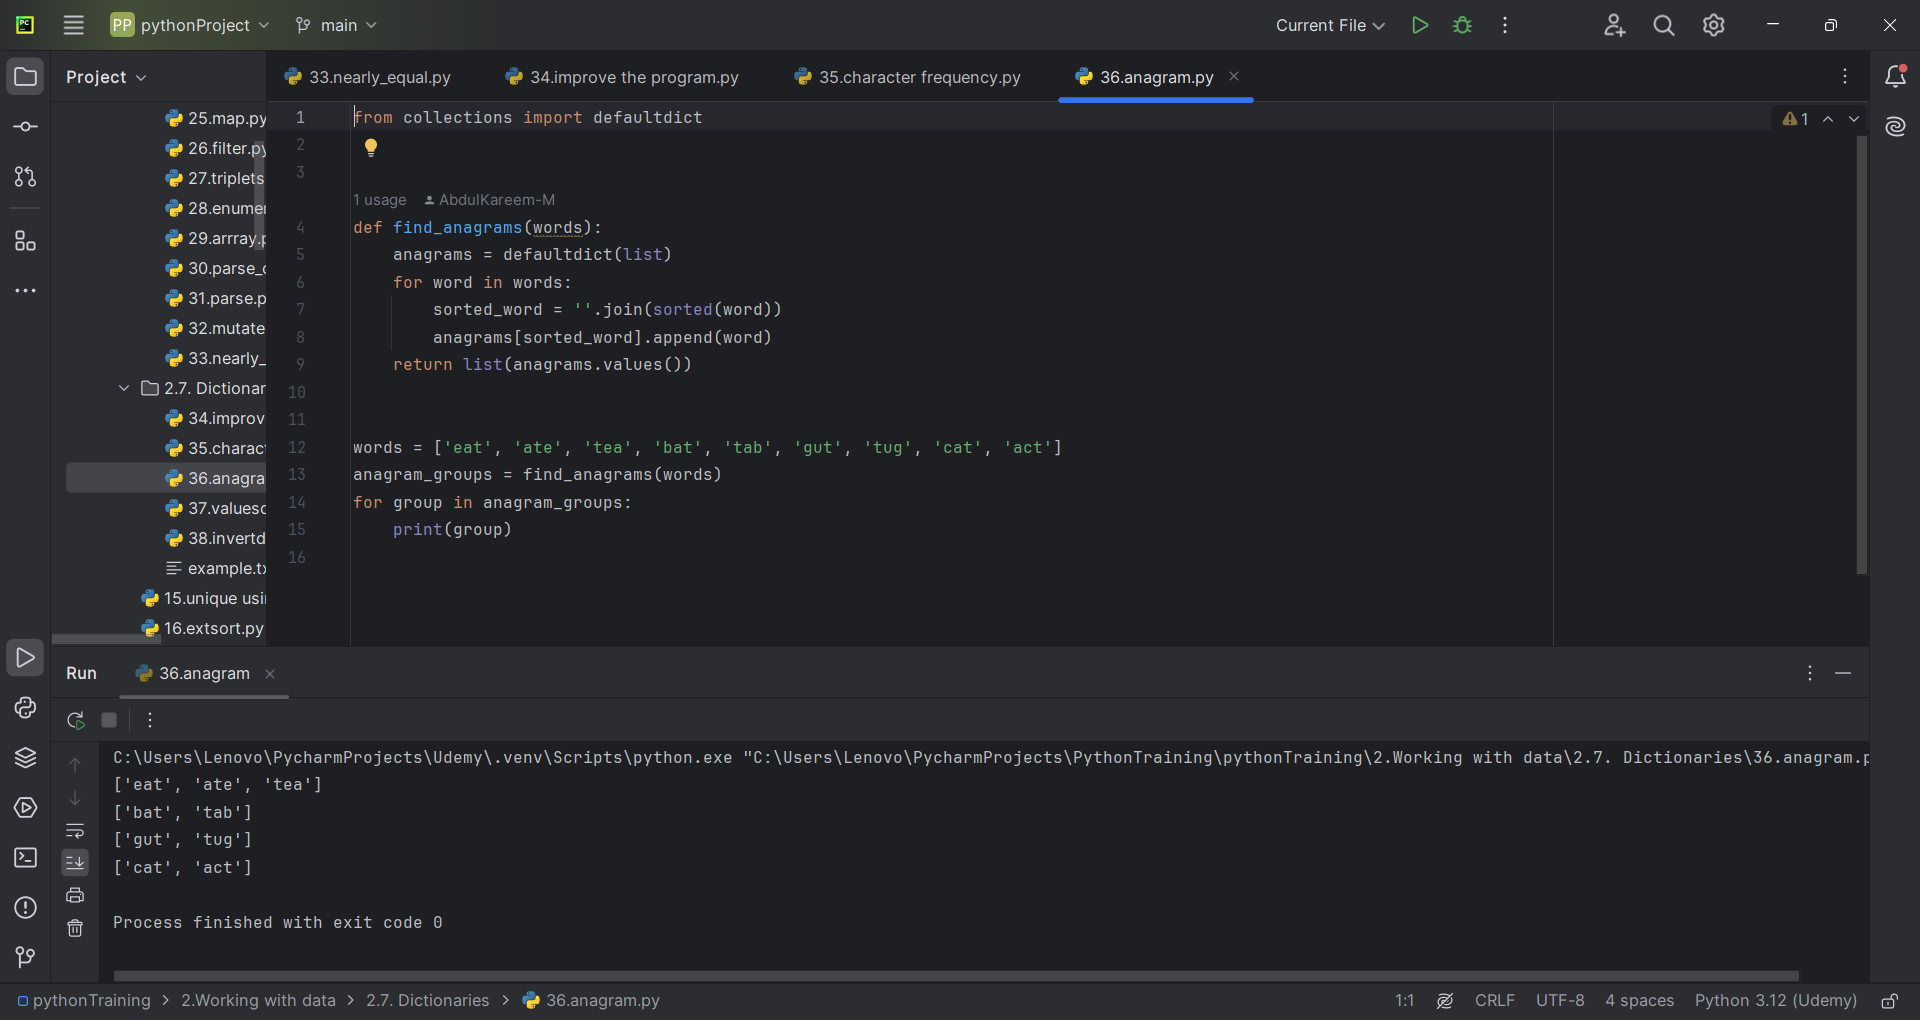 PC
PP pythonProject main Current File
Project
33.nearly_equal.py 34.improve the program.py 35.character frequency.py 36.anagram.py
25.map.py
26.filter.py
27.triplets
28.enumer
29.arrray.p
30.parse_c
31.parse.p
32.mutate
33.nearly_
2.7. Dictionar
34.improv
35.charact
36.anagra
37.valueso
38.invertd
example.tx
15.unique usi
16.extsort.py
1 from collections import defaultdict
2
3
1 usage AbdulKareem-M
4 def find_anagrams(words):
5 anagrams = defaultdict(list)
6 for word in words:
7 sorted_word = ''.join(sorted(word))
8 anagrams[sorted_word].append(word)
9 return list(anagrams.values())
10
11
12 words = ['eat', 'ate', 'tea', 'bat', 'tab', 'gut', 'tug', 'cat', 'act']
13 anagram_groups = find_anagrams(words)
14 for group in anagram_groups:
15 print(group)
16
1
Run 36.anagram
C:\Users\Lenovo\PycharmProjects\Udemy\.venv\Scripts\python.exe "C:\Users\Lenovo\PycharmProjects\PythonTraining\pythonTraining\2.Working with data\2.7. Dictionaries\36.anagram.p
['eat', 'ate', 'tea']
['bat', 'tab']
['gut', 'tug']
['cat', 'act']
Process finished with exit code 0
pythonTraining > 2.Working with data > 2.7. Dictionaries > 36.anagram.py 1:1 CRLF UTF-8 4 spaces Python 3.12 (Udemy)